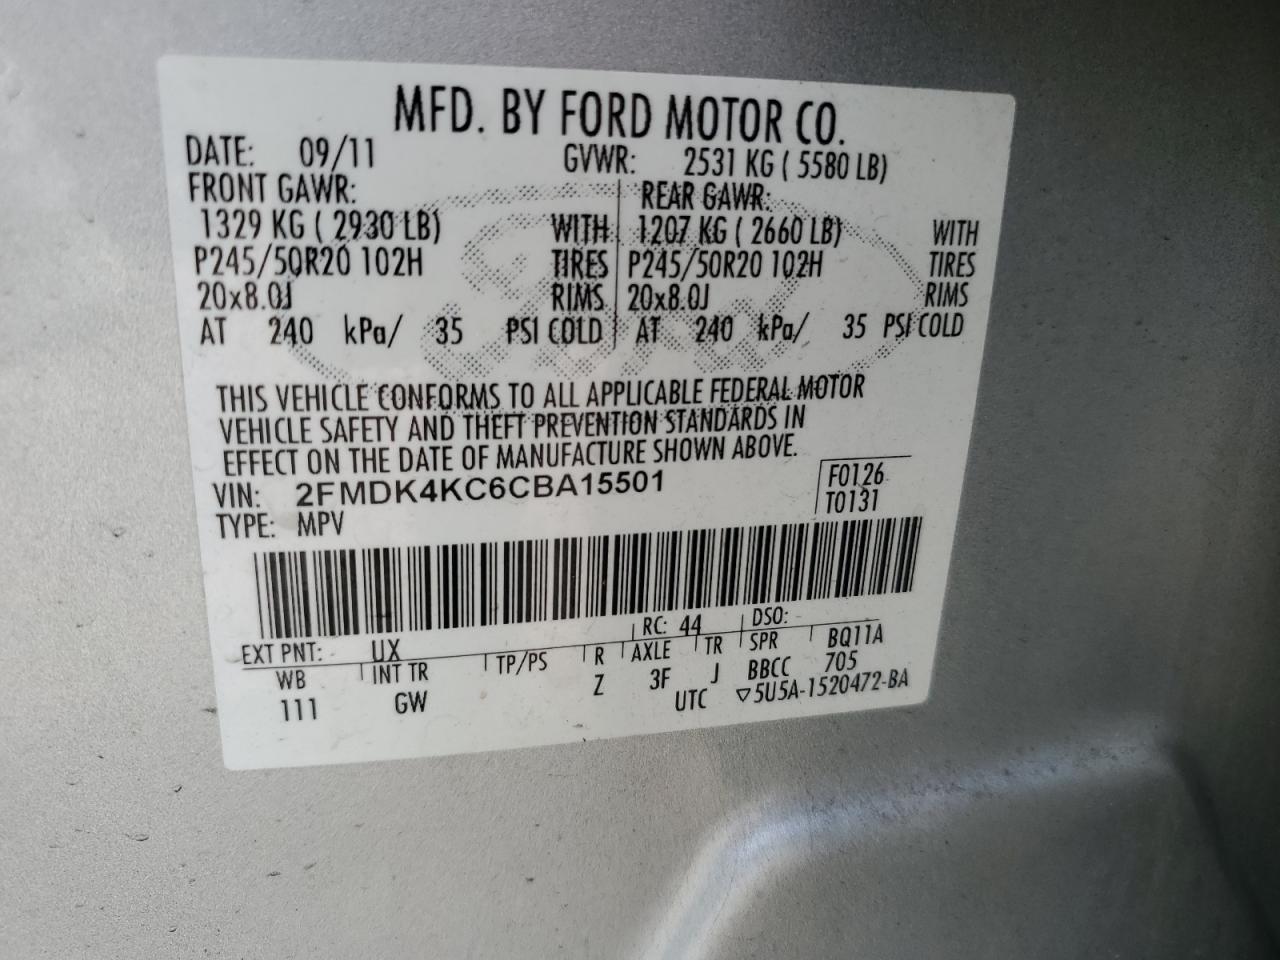 MFD. BY FORD MOTOR CO.
DATE: 09/11 GVWR: 2531 KG ( 5580 LB)
FRONT GAWR: REAR GAWR:
1329 KG ( 2930 LB) WITH 1207 KG ( 2660 LB) WITH
P245/50R20 102H TIRES P245/50R20 102H TIRES
20x8.0J RIMS 20x8.0J RIMS
AT 240 kPa/ 35 PSI COLD AT 240 kPa/ 35 PSI COLD
THIS VEHICLE CONFORMS TO ALL APPLICABLE FEDERAL MOTOR
VEHICLE SAFETY AND THEFT PREVENTION STANDARDS IN
EFFECT ON THE DATE OF MANUFACTURE SHOWN ABOVE.
VIN: 2FMDK4KC6CBA15501 F0126
TYPE: MPV T0131
EXT PNT: UX RC: 44 DSO:
WB INT TR TP/PS R AXLE TR SPR BQ11A
111 GW Z 3F J BBCC 705
UTC ▽5U5A-1520472-BA